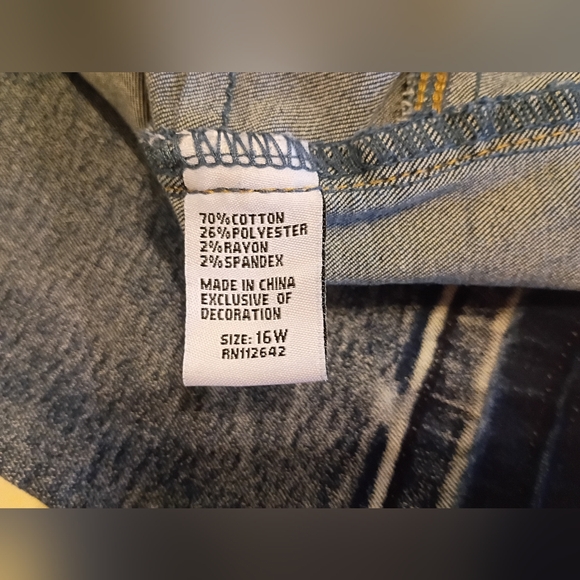 70%COTTON
26%POLYESTER
2%RAYON
2%SPANDEX
MADE IN CHINA
EXCLUSIVE OF
DECORATION
SIZE: 16W
RN112642